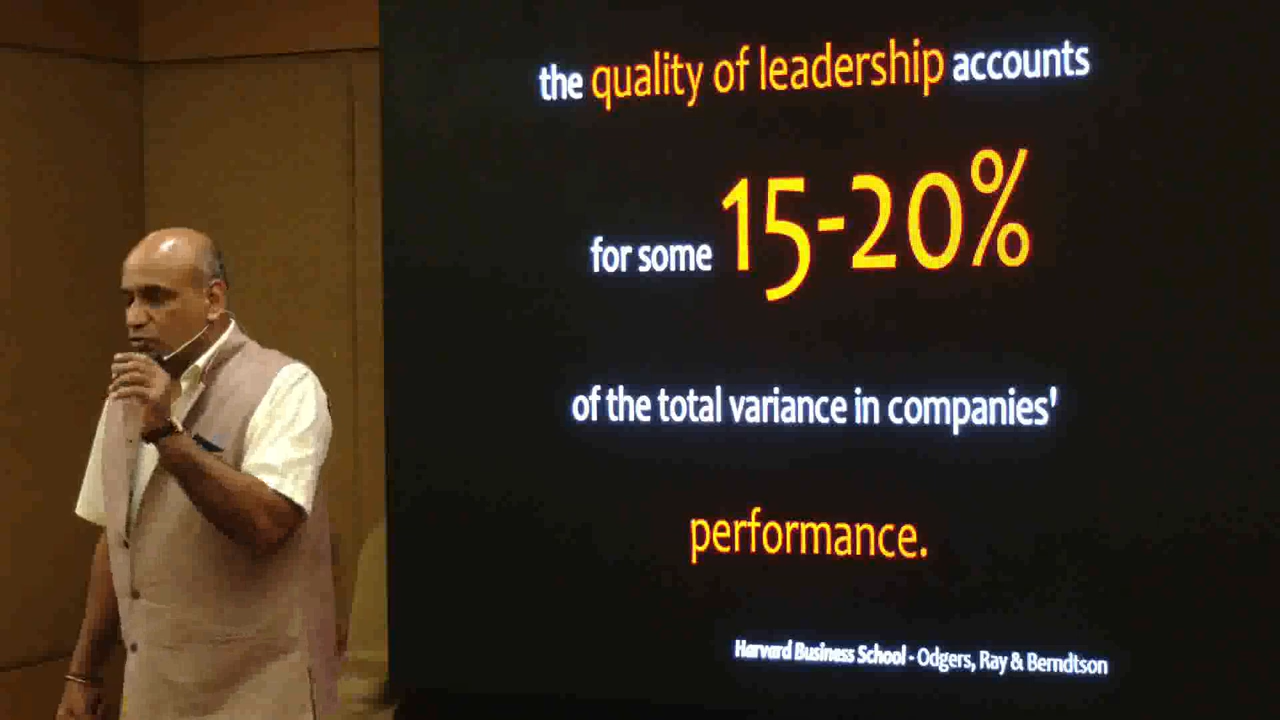 the quality of leadership accounts
for some 15-20%
of the total variance in companies'
performance.
Harvard Business School - Odgers, Ray & Berndtson